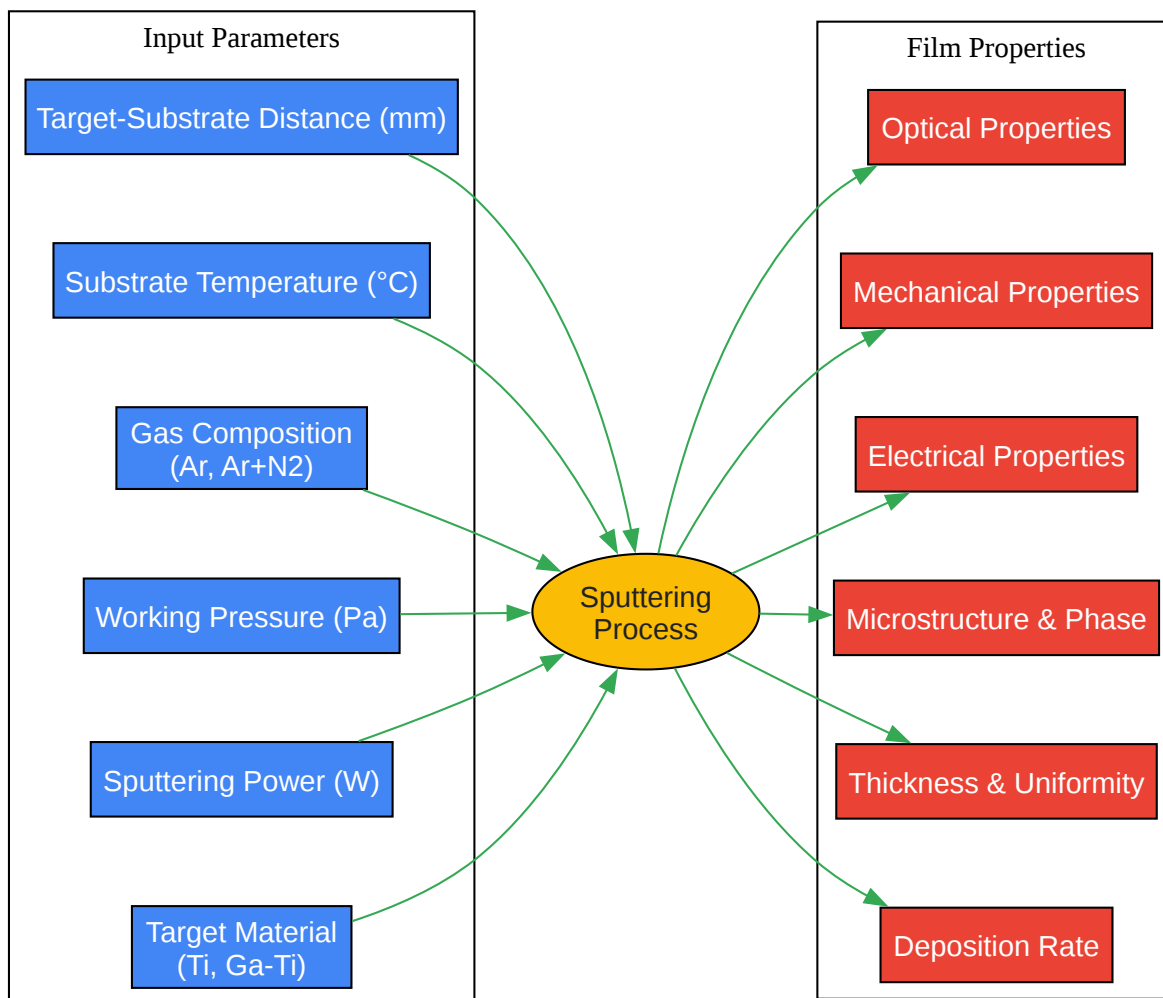 Input Parameters
Target-Substrate Distance (mm)
Substrate Temperature (°C)
Gas Composition
(Ar, Ar+N2)
Working Pressure (Pa)
Sputtering Power (W)
Target Material
(Ti, Ga-Ti)
Sputtering
Process
Film Properties
Optical Properties
Mechanical Properties
Electrical Properties
Microstructure & Phase
Thickness & Uniformity
Deposition Rate